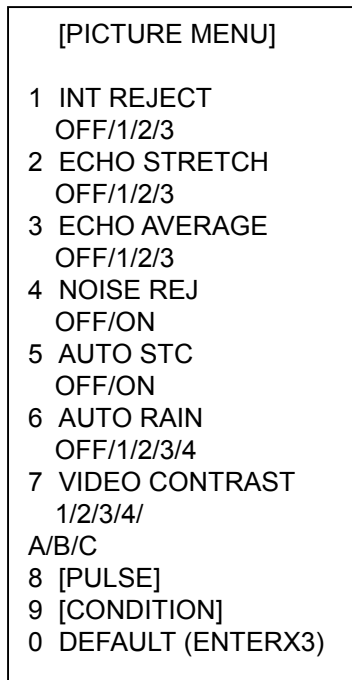 [PICTURE MENU]
1 INT REJECT
OFF/1/2/3
2 ECHO STRETCH
OFF/1/2/3
3 ECHO AVERAGE
OFF/1/2/3
4 NOISE REJ
OFF/ON
5 AUTO STC
OFF/ON
6 AUTO RAIN
OFF/1/2/3/4
7 VIDEO CONTRAST
1/2/3/4/
A/B/C
8 [PULSE]
9 [CONDITION]
0 DEFAULT (ENTERX3)